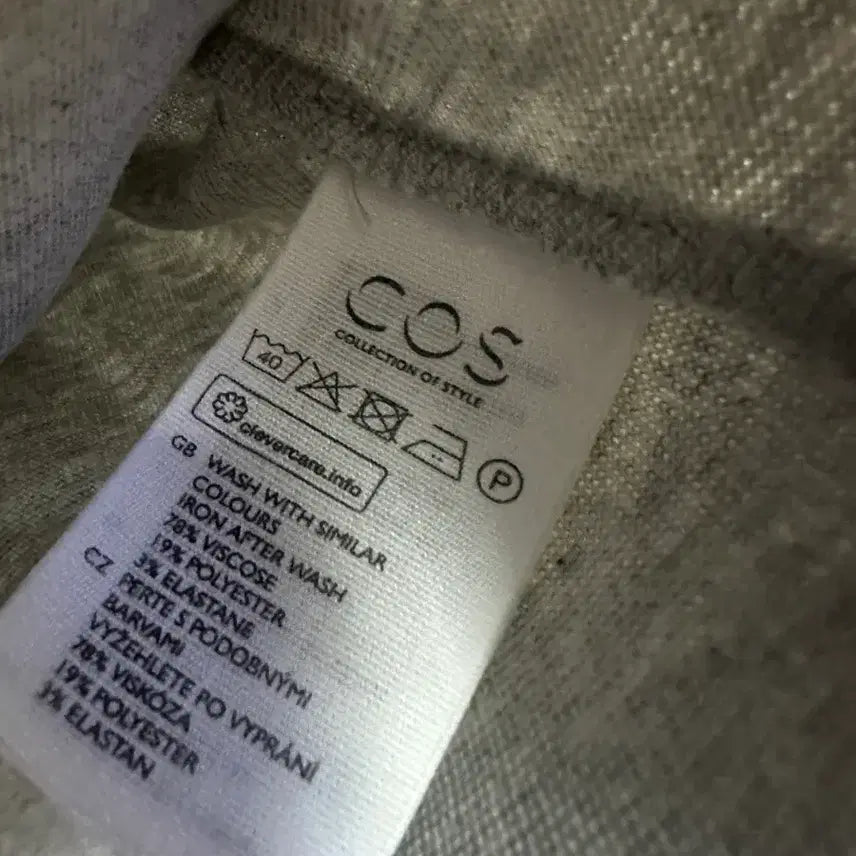 COS
COLLECTION OF STYLE
40
P
clevercare.info
GB WASH WITH SIMILAR
COLOURS
IRON AFTER WASH
78% VISCOSE
19% POLYESTER
3% ELASTANE
CZ PERTE S PODOBNÝMI
BARVAMI
VYŽEHLETE PO VYPRÁNÍ
78% VISKÓZA
19% POLYESTER
3% ELASTAN